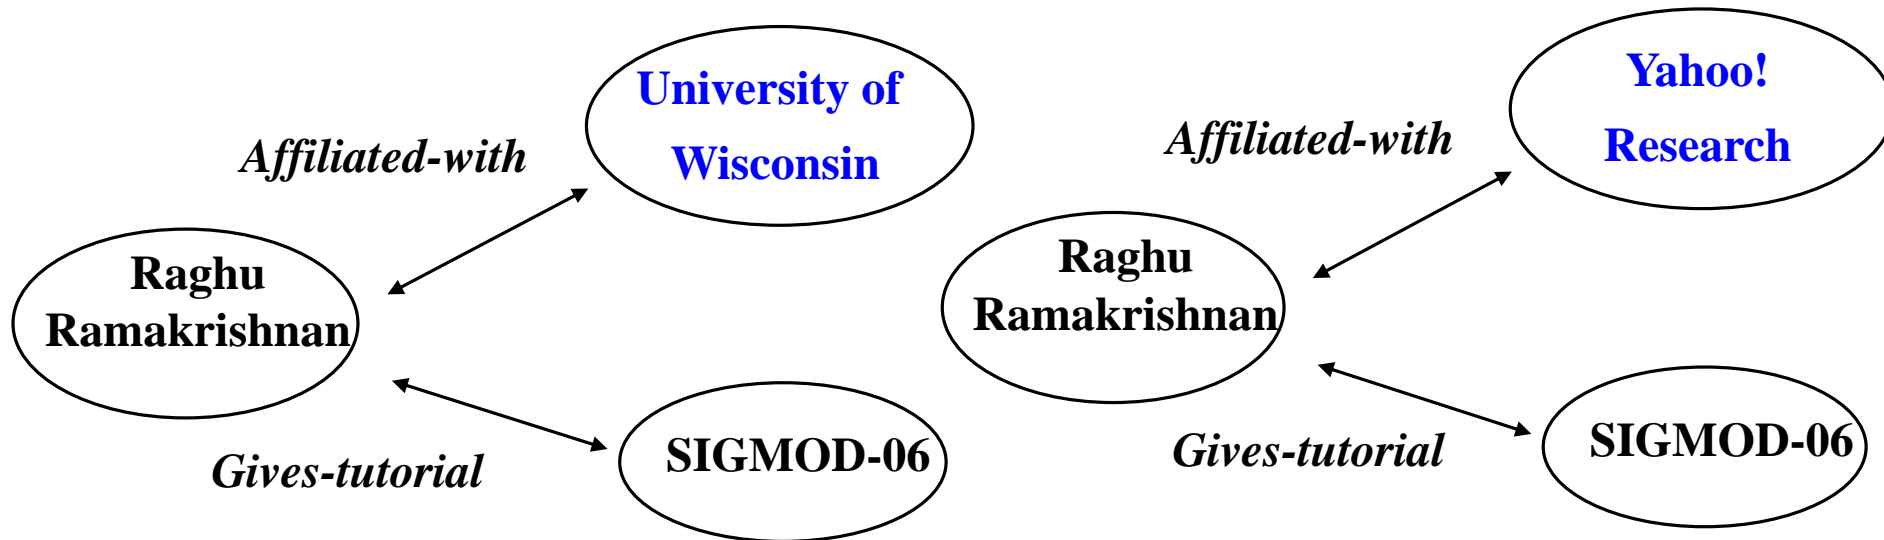 University of
Wisconsin
Affiliated-with
Raghu
Ramakrishnan
Gives-tutorial
SIGMOD-06
Yahoo!
Research
Affiliated-with
Raghu
Ramakrishnan
Gives-tutorial
SIGMOD-06